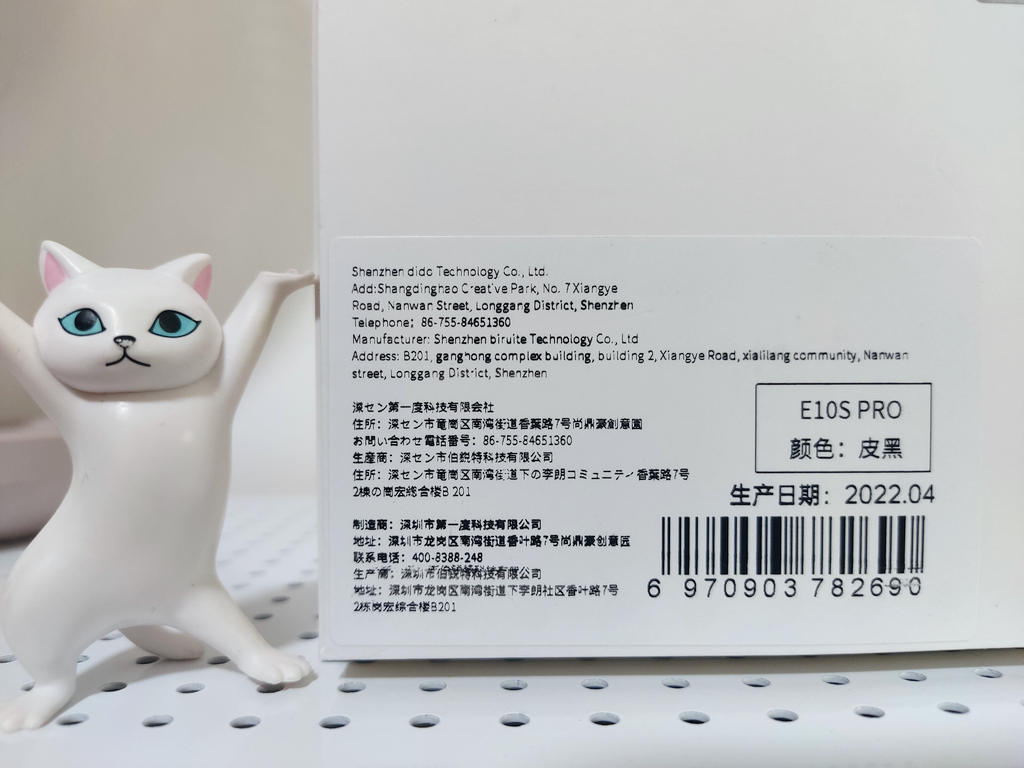 Shenzhen dido Technology Co., Ltd.
Add:Shangdinghao Creative Park, No. 7 Xiangye
Road, Nanwan Street, Longgang District, Shenzhen
Telephone: 86-755-84651360
Manufacturer: Shenzhen biruite Technology Co., Ltd
Address: B201, ganghong complex building, building 2, Xiangye Road, xialilang community, Nanwan
street, Longgang District, Shenzhen
深セン第一度科技有限会社
住所：深セン市竜崗区南湾街道香葉路7号尚鼎豪創意園
お問い合わせ電話番号：86-755-84651360
生産商：深セン市伯鋭特科技有限公司
住所：深セン市竜崗区南湾街道下の李朗コミュニティ香葉路7号
2棟の崗宏総合楼B 201
E10S PRO
颜色：皮黑
生产日期：2022.04
制造商：深圳市第一度科技有限公司
地址：深圳市龙岗区南湾街道香叶路7号尚鼎豪创意园
联系电话：400-8388-248
生产商：深圳市伯锐特科技有限公司
地址：深圳市龙岗区南湾街道下李朗社区香叶路7号
2栋岗宏综合楼B201
6 970903 782690